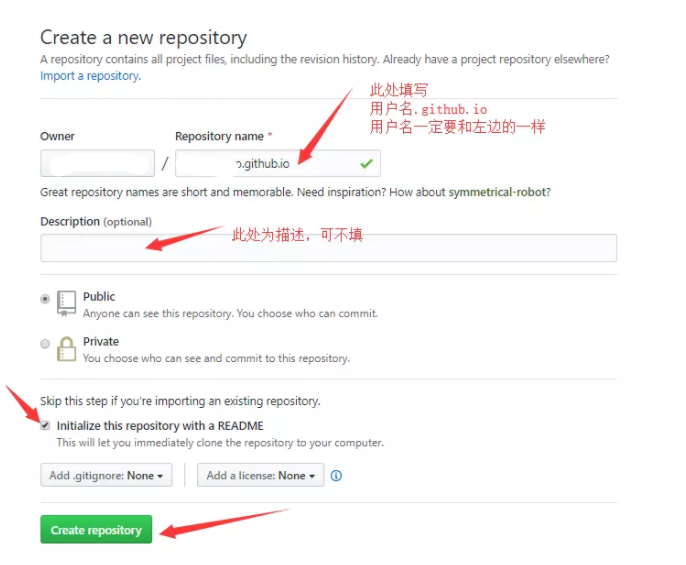 Create a new repository
A repository contains all project files, including the revision history. Already have a project repository elsewhere?
Import a repository.
此处填写
用户名.github.io
用户名一定要和左边的一样
Owner
Repository name *
/
.github.io
Great repository names are short and memorable. Need inspiration? How about symmetrical-robot?
Description (optional)
此处为描述，可不填
Public
Anyone can see this repository. You choose who can commit.
Private
You choose who can see and commit to this repository.
Skip this step if you're importing an existing repository.
Initialize this repository with a README
This will let you immediately clone the repository to your computer.
Add .gitignore: None
Add a license: None
Create repository